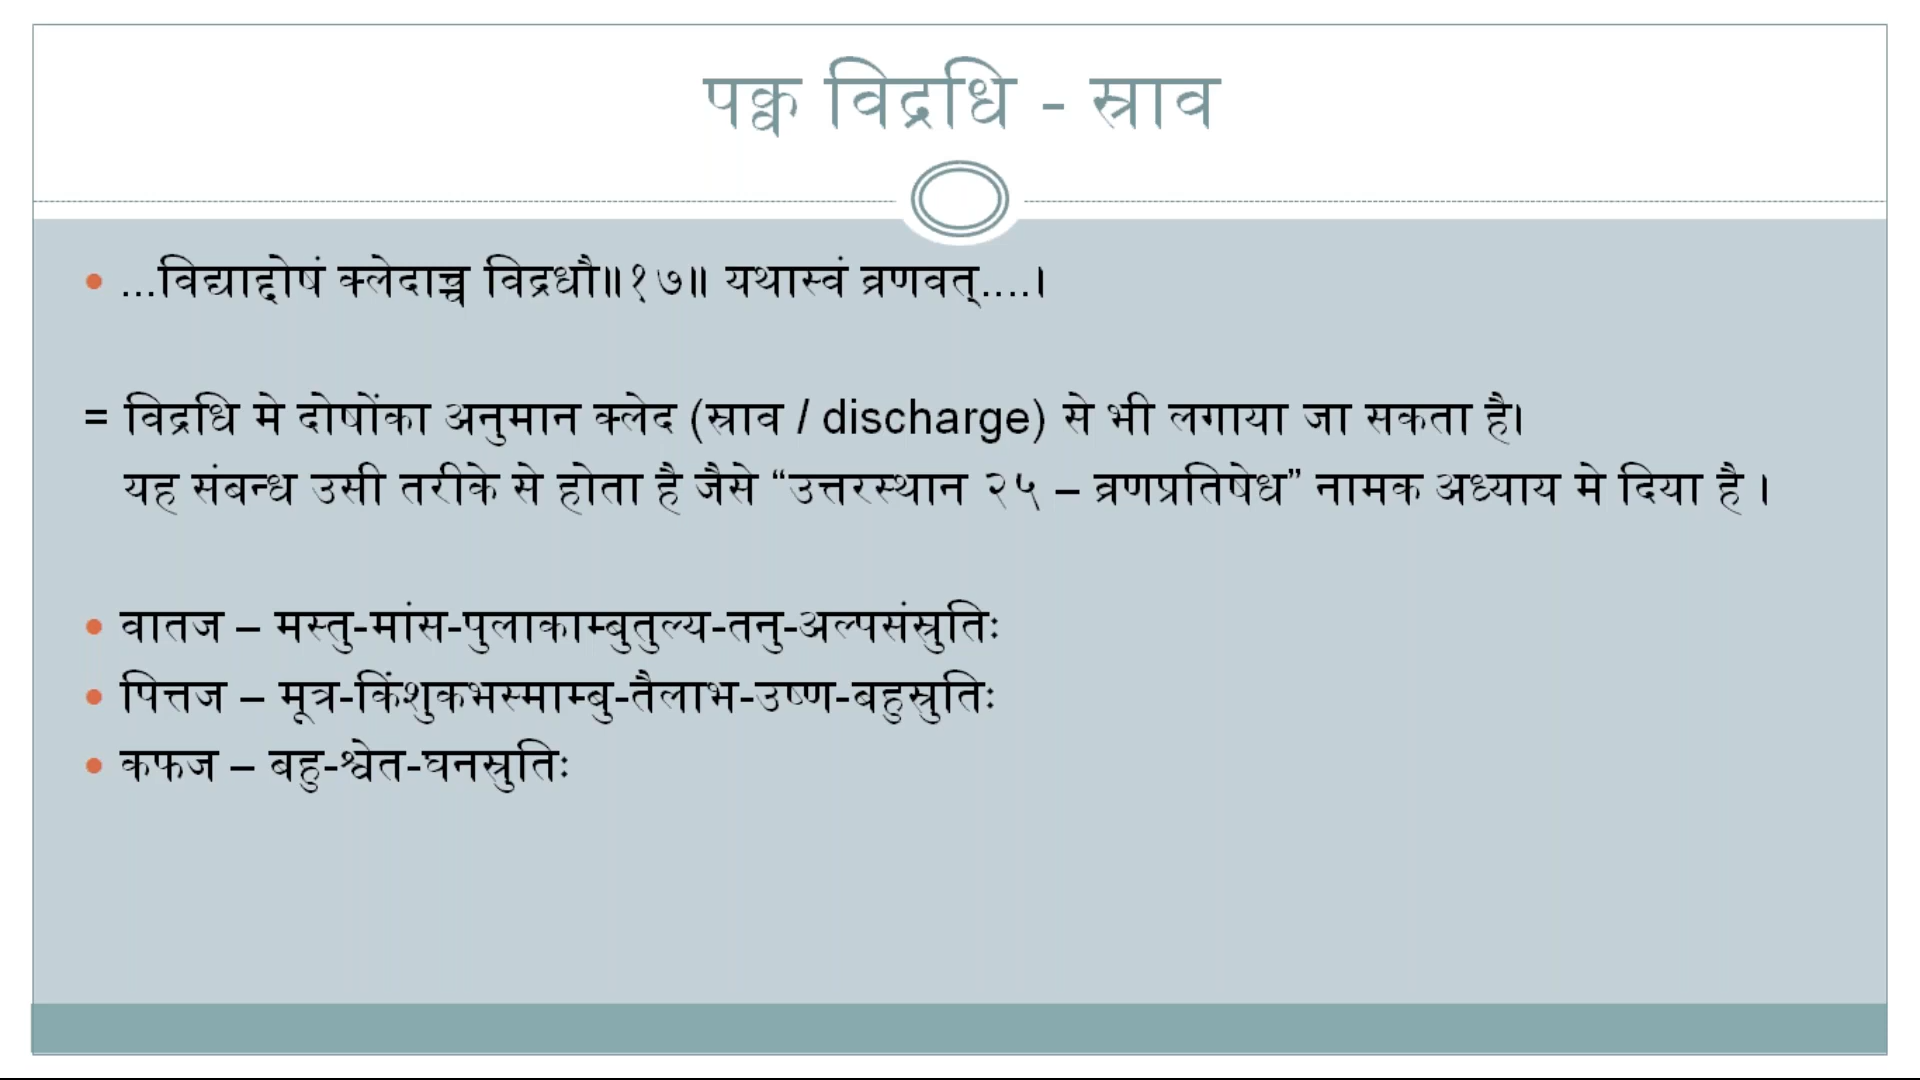 पक्व विद्रधि - स्राव
...विद्याद्दोषं क्लेदाच्च विद्रधौ॥१७॥ यथास्वं व्रणवत्....।
= विद्रधि मे दोषोंका अनुमान क्लेद (स्राव / discharge) से भी लगाया जा सकता है।
यह संबन्ध उसी तरीके से होता है जैसे “उत्तरस्थान २५ – व्रणप्रतिषेध” नामक अध्याय मे दिया है ।
वातज – मस्तु-मांस-पुलाकाम्बुतुल्य-तनु-अल्पसंस्रुतिः
पित्तज – मूत्र-किंशुकभस्माम्बु-तैलाभ-उष्ण-बहुस्रुतिः
कफज – बहु-श्वेत-घनस्रुतिः